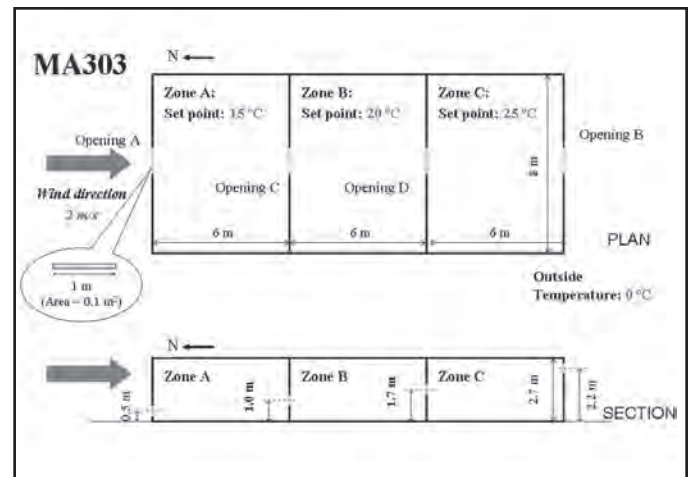 MA303
N
Zone A:
Set point: 15 °C
Zone B:
Set point: 20 °C
Zone C:
Set point: 25 °C
Opening A
Opening B
Wind direction
2 m/s
Opening C
Opening D
8 m
6 m
6 m
6 m
PLAN
1 m
(Area = 0.1 m²)
Outside
Temperature: 0 °C
N
Zone A
Zone B
Zone C
0.5 m
1.0 m
1.7 m
2.7 m
2.2 m
SECTION